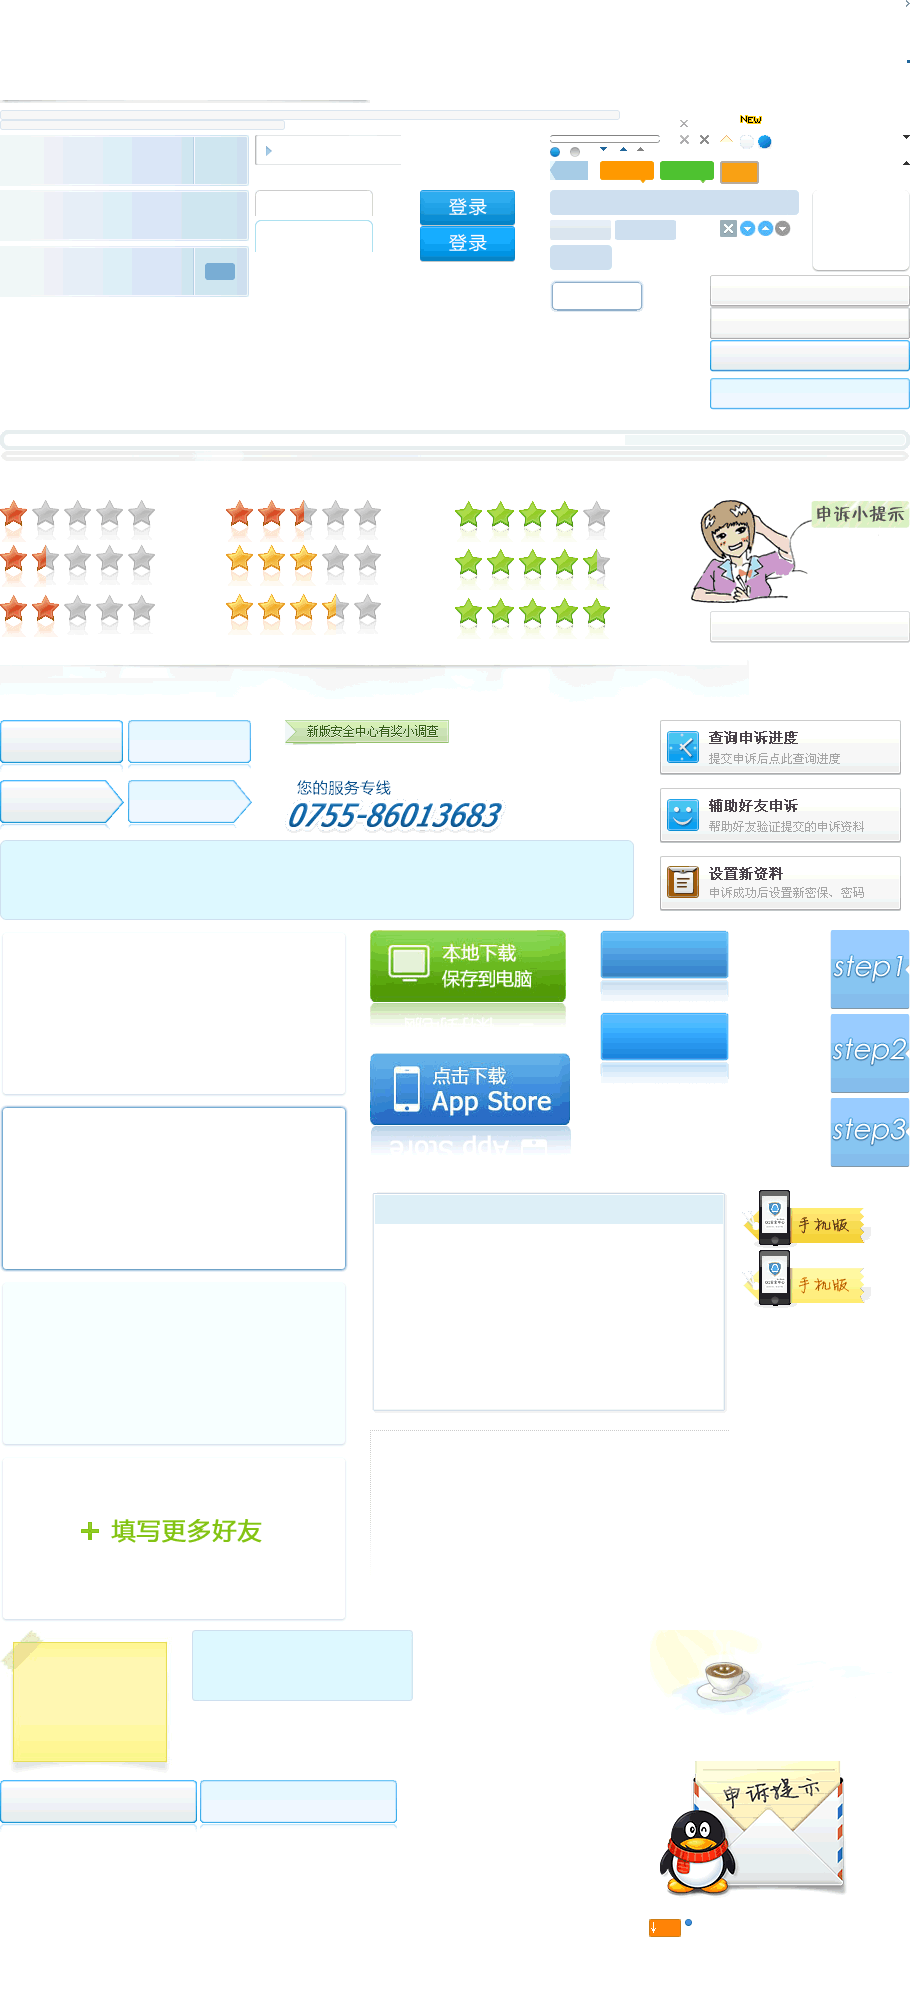 NEW
登录
登录
申诉小提示
新版安全中心有奖小调查
您的服务专线
0755-86013683
查询申诉进度
提交申诉后点此查询进度
辅助好友申诉
帮助好友验证提交的申诉资料
设置新资料
申诉成功后设置新密保、密码
本地下载
保存到电脑
点击下载
App Store
step1
step2
step3
手机版
手机版
+ 填写更多好友
申诉提示